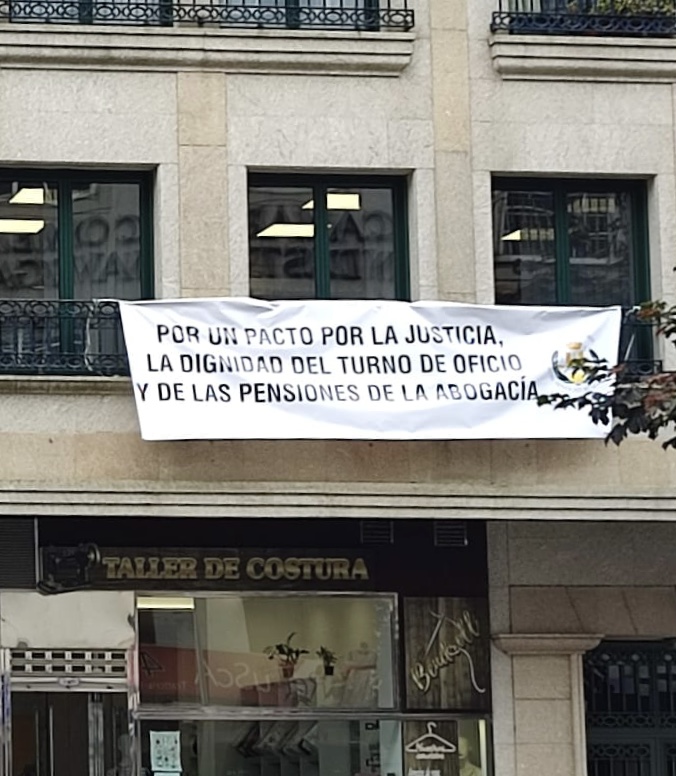 POR UN PACTO POR LA JUSTICIA,
LA DIGNIDAD DEL TURNO DE OFICIO
Y DE LAS PENSIONES DE LA ABOGACÍA
TALLER DE COSTURA